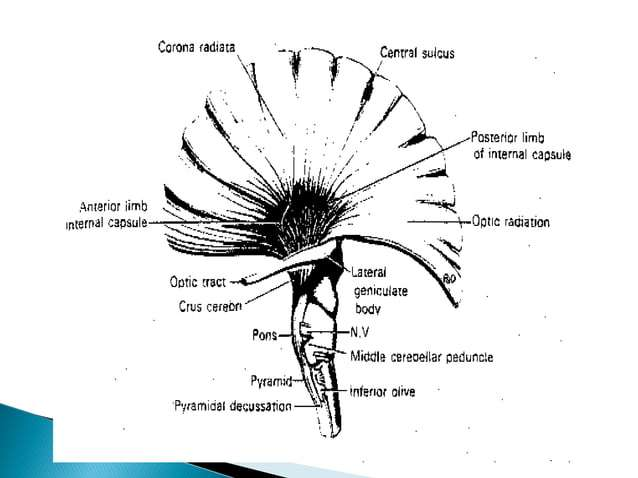 Corona radiata
Central sulcus
Posterior limb
of internal capsule
Anterior limb
internal capsule
Optic radiation
Optic tract
Lateral
geniculate
body
Crus cerebri
Pons
N.V
Middle cerebellar peduncle
Pyramid
Inferior olive
Pyramidal decussation